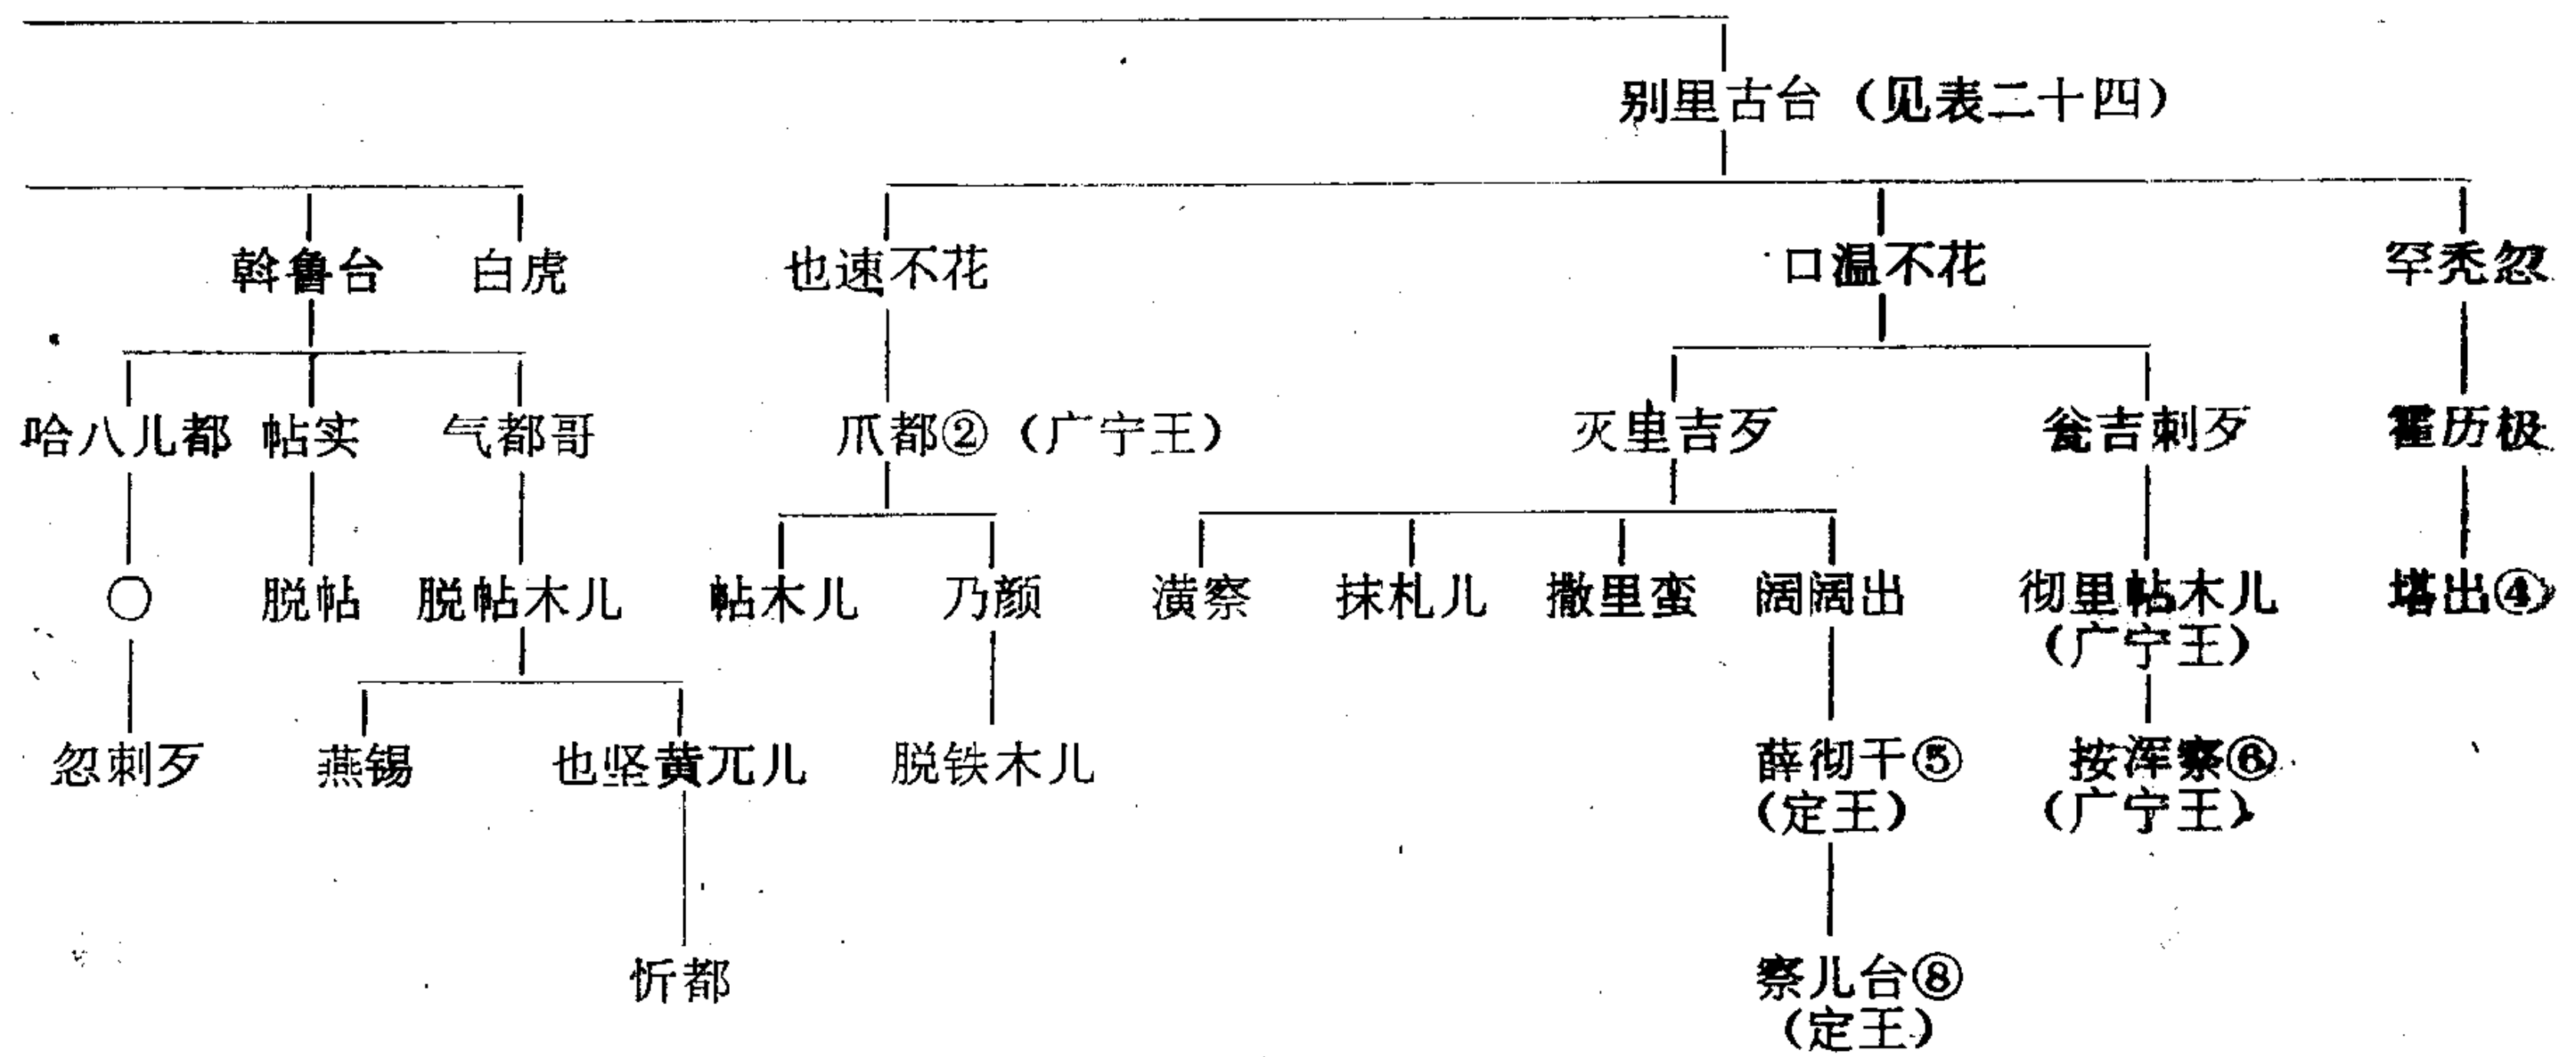 别里古台（见表二十四）
斡鲁台 白虎 也速不花 口温不花 罕秃忽
哈八儿都 帖实 气都哥 爪都②（广宁王） 灭里吉歹 瓮吉剌歹 霍历极
〇 脱帖 脱帖木儿 帖木儿 乃颜 潢察 抹札儿 撒里蛮 阔阔出 彻里帖木儿 塔出④
（广宁王）
忽剌歹 燕锡 也坚黄兀儿 脱铁木儿 薛彻干⑤ 按浑察⑥
（定王） （广宁王）
忻都 察儿台⑧
（定王）